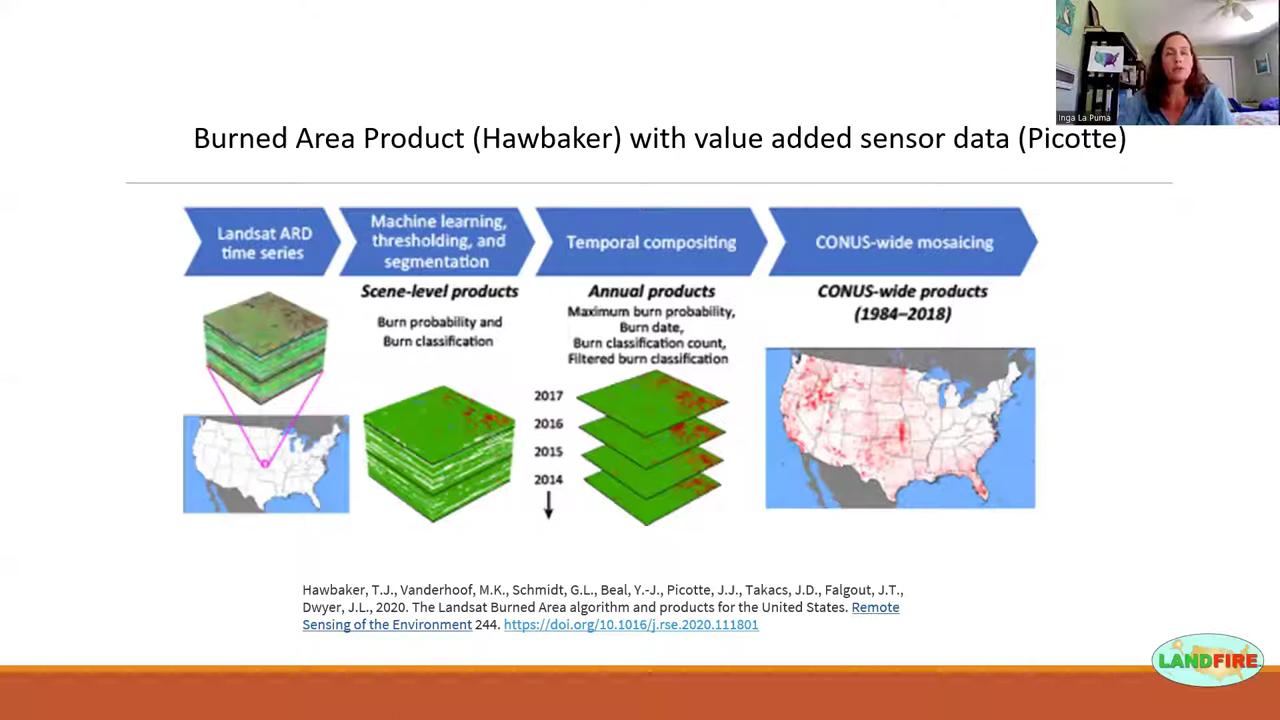 Inga La Puma
Burned Area Product (Hawbaker) with value added sensor data (Picotte)
Landsat ARD
time series
Machine learning,
thresholding, and
segmentation
Temporal compositing
CONUS-wide mosaicing
Scene-level products
Burn probability and
Burn classification
Annual products
Maximum burn probability,
Burn date,
Burn classification count,
Filtered burn classification
CONUS-wide products
(1984–2018)
2017
2016
2015
2014
Hawbaker, T.J., Vanderhoof, M.K., Schmidt, G.L., Beal, Y.-J., Picotte, J.J., Takacs, J.D., Falgout, J.T.,
Dwyer, J.L., 2020. The Landsat Burned Area algorithm and products for the United States. Remote
Sensing of the Environment 244. https://doi.org/10.1016/j.rse.2020.111801
LANDFIRE